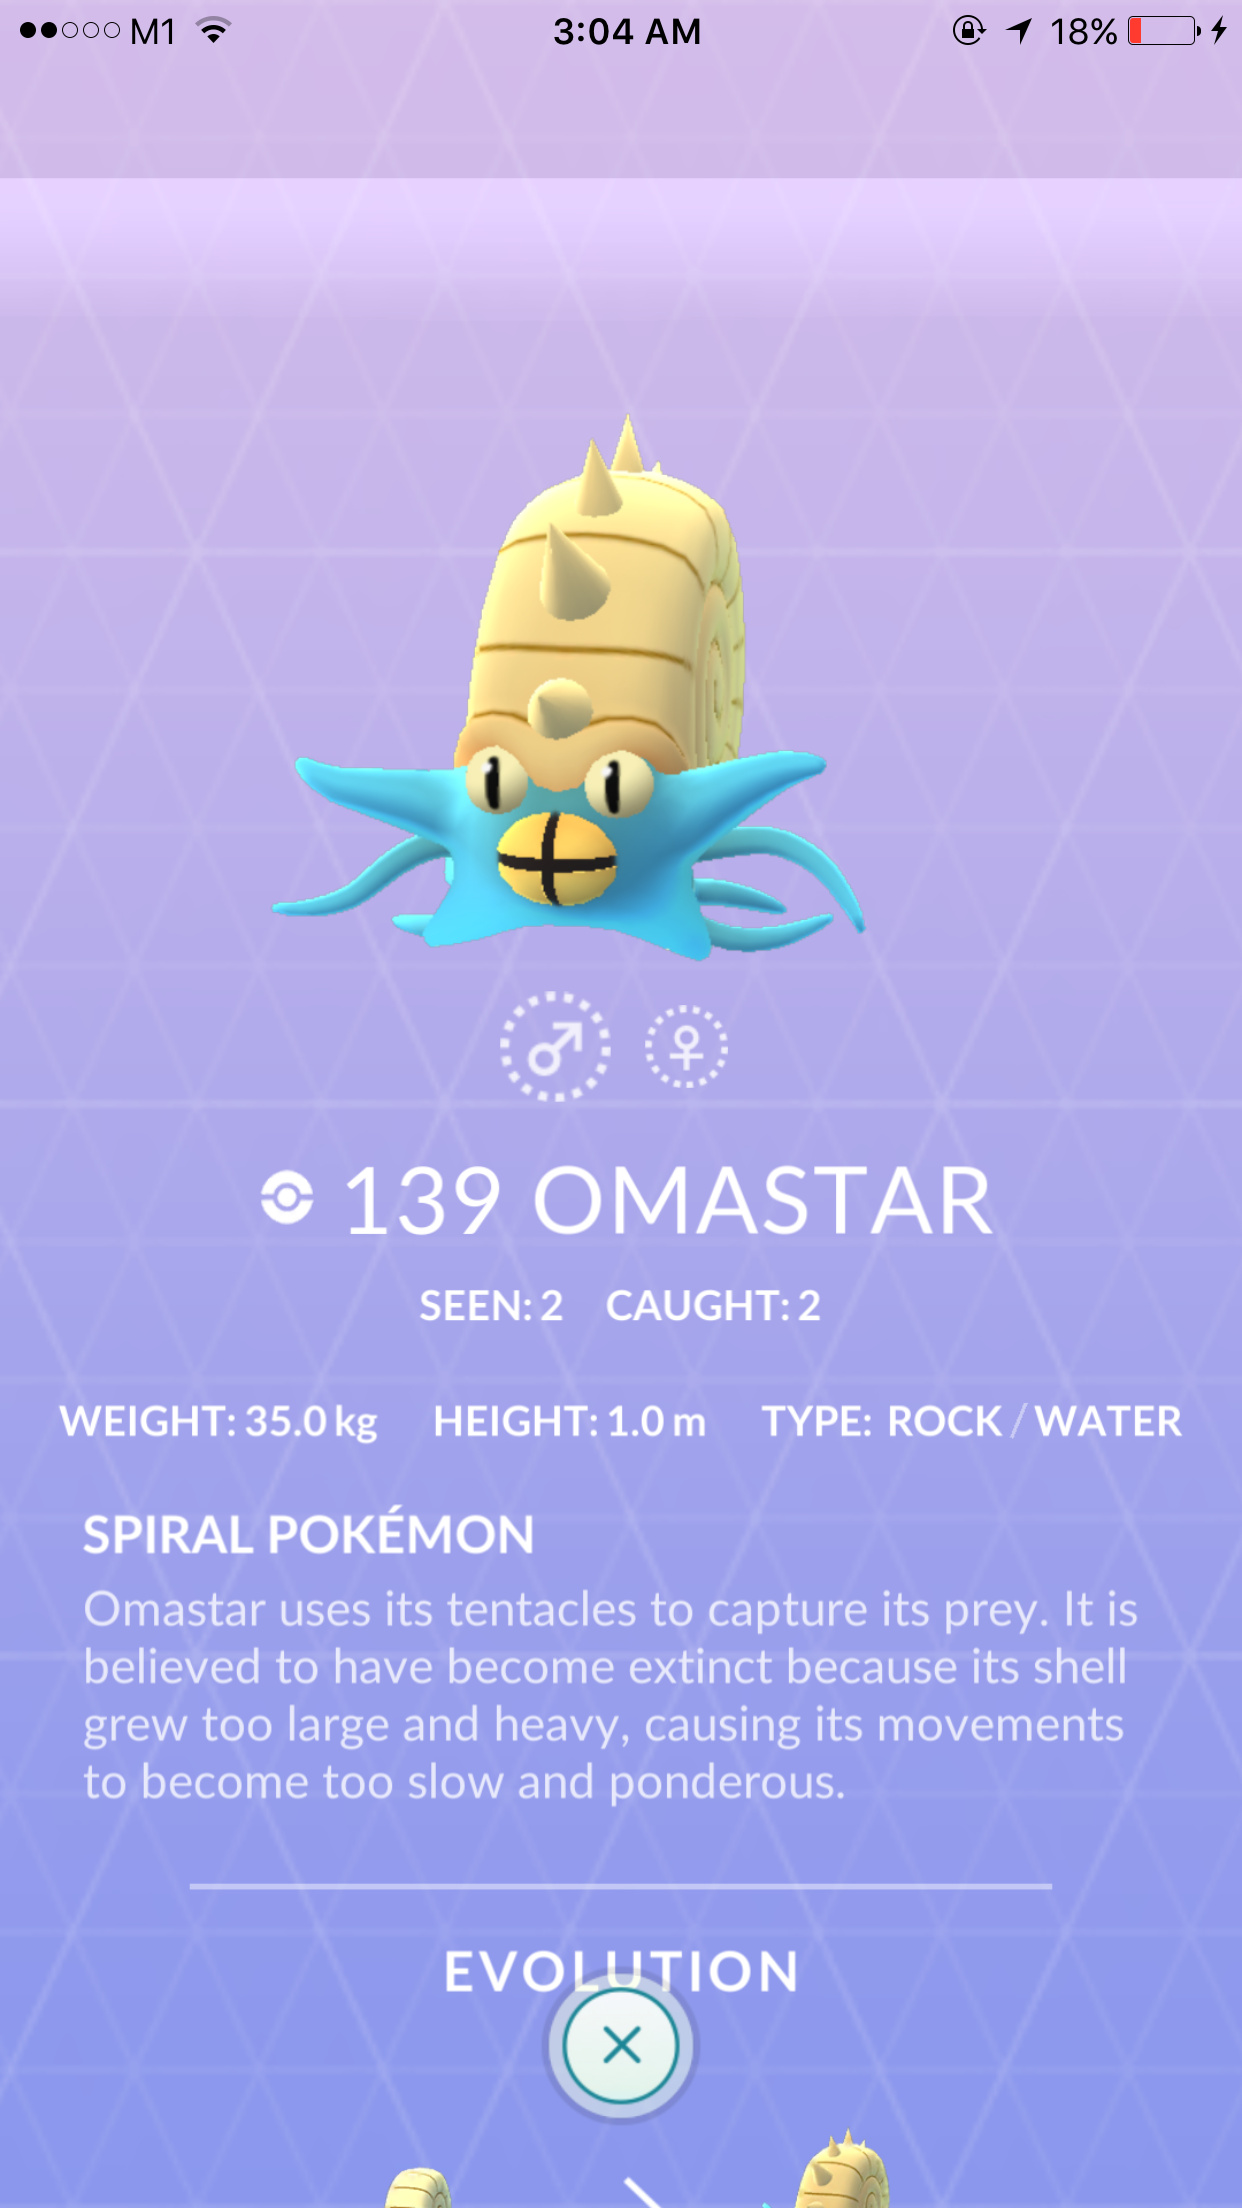 M1 3:04 AM 18%
139 OMASTAR
SEEN: 2 CAUGHT: 2
WEIGHT: 35.0 kg HEIGHT: 1.0 m TYPE: ROCK / WATER
SPIRAL POKÉMON
Omastar uses its tentacles to capture its prey. It is
believed to have become extinct because its shell
grew too large and heavy, causing its movements
to become too slow and ponderous.
EVOLUTION